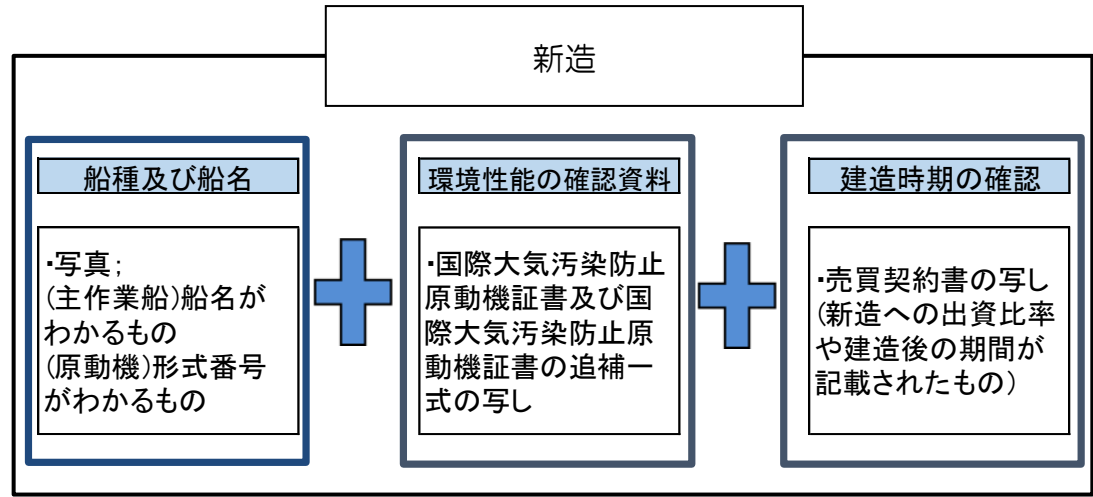 新造
船種及び船名
・写真;
(主作業船)船名が
わかるもの
(原動機)形式番号
がわかるもの
環境性能の確認資料
・国際大気汚染防止
原動機証書及び国
際大気汚染防止原
動機証書の追補一
式の写し
建造時期の確認
・売買契約書の写し
(新造への出資比率
や建造後の期間が
記載されたもの)